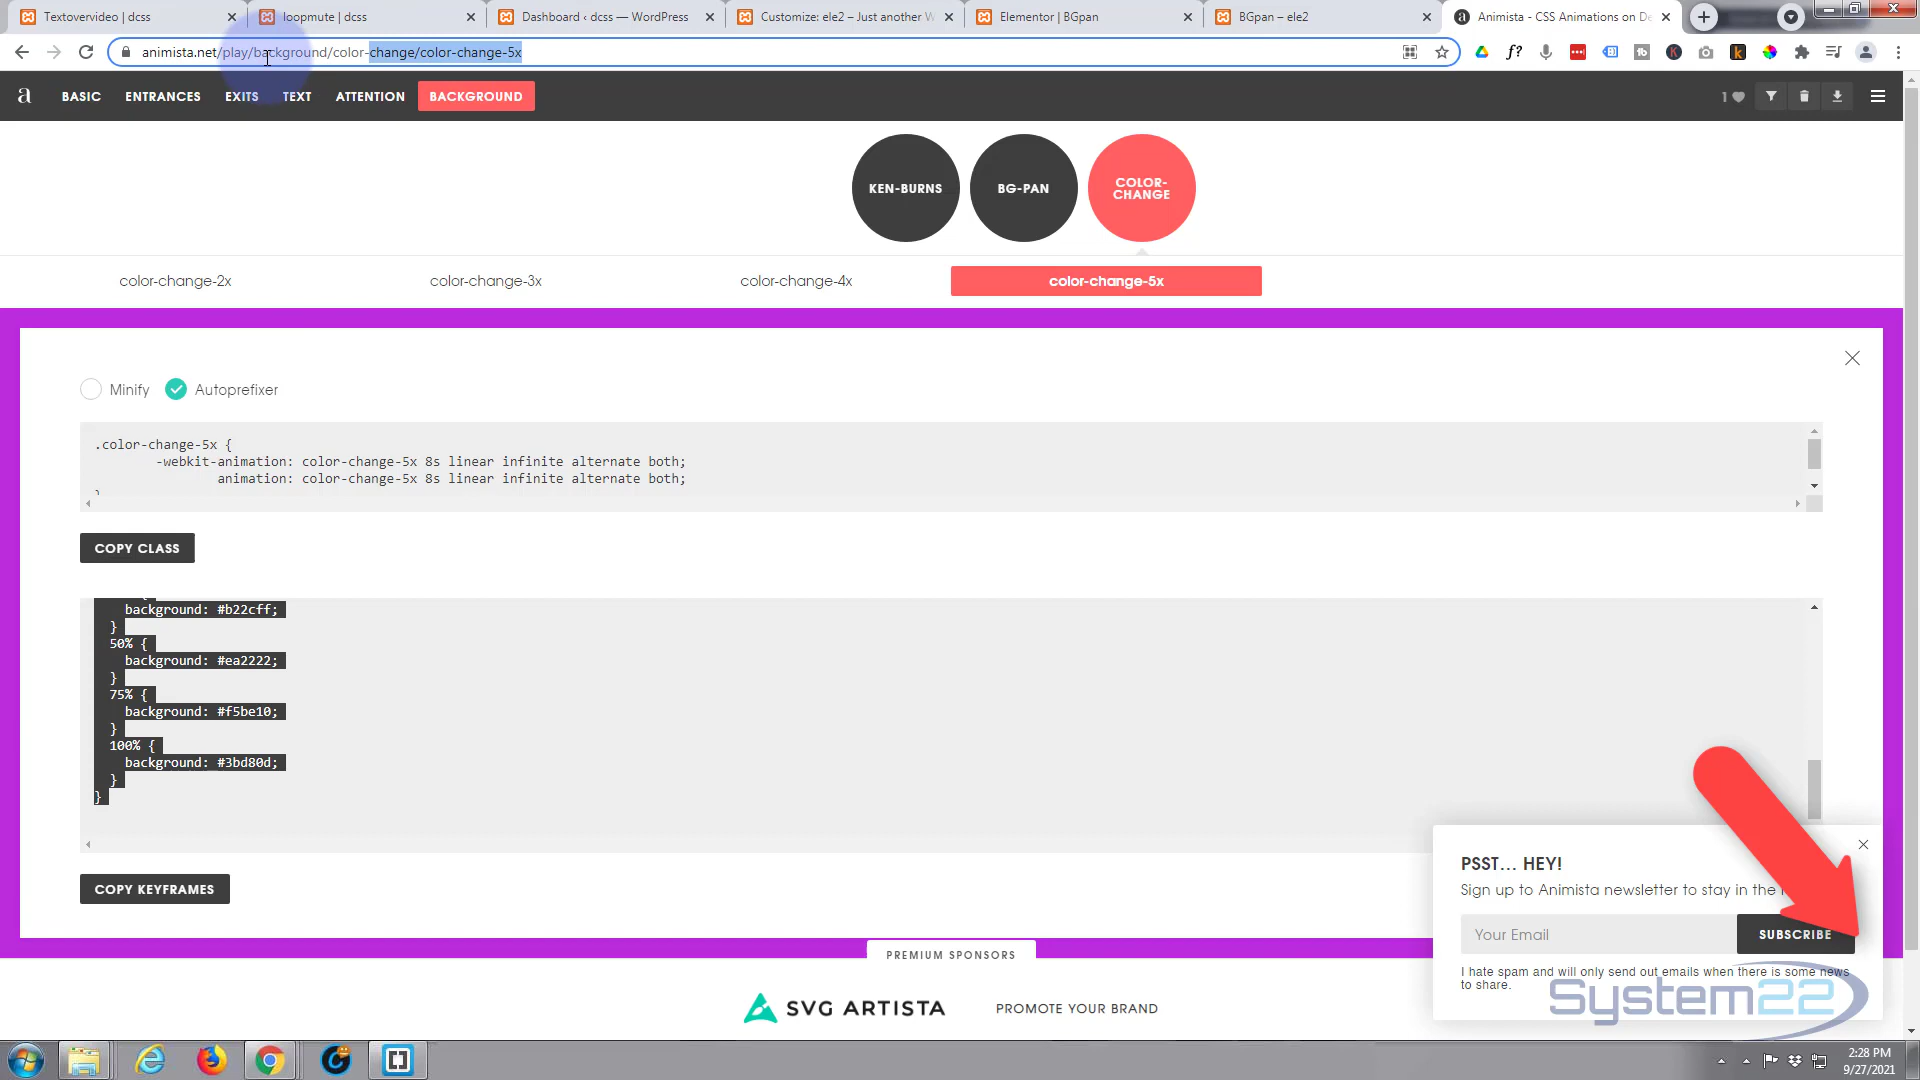 Textovervideo | dcss
loopmute | dcss
Dashboard ‹ dcss — WordPress
Customize: ele2 – Just another W
Elementor | BGpan
BGpan – ele2
Animista - CSS Animations on De
animista.net/play/background/color-change/color-change-5x
a BASIC ENTRANCES EXITS TEXT ATTENTION BACKGROUND 1
KEN-BURNS
BG-PAN
COLOR-
CHANGE
color-change-2x color-change-3x color-change-4x color-change-5x
Minify Autoprefixer
.color-change-5x {
-webkit-animation: color-change-5x 8s linear infinite alternate both;
animation: color-change-5x 8s linear infinite alternate both;
COPY CLASS
background: #b22cff;
}
50% {
background: #ea2222;
}
75% {
background: #f5be10;
}
100% {
background: #3bd80d;
}
}
COPY KEYFRAMES
PSST... HEY!
Sign up to Animista newsletter to stay in the
Your Email
SUBSCRIBE
I hate spam and will only send out emails when there is some news
to share.
System22
PREMIUM SPONSORS
SVG ARTISTA
PROMOTE YOUR BRAND
2:28 PM
9/27/2021